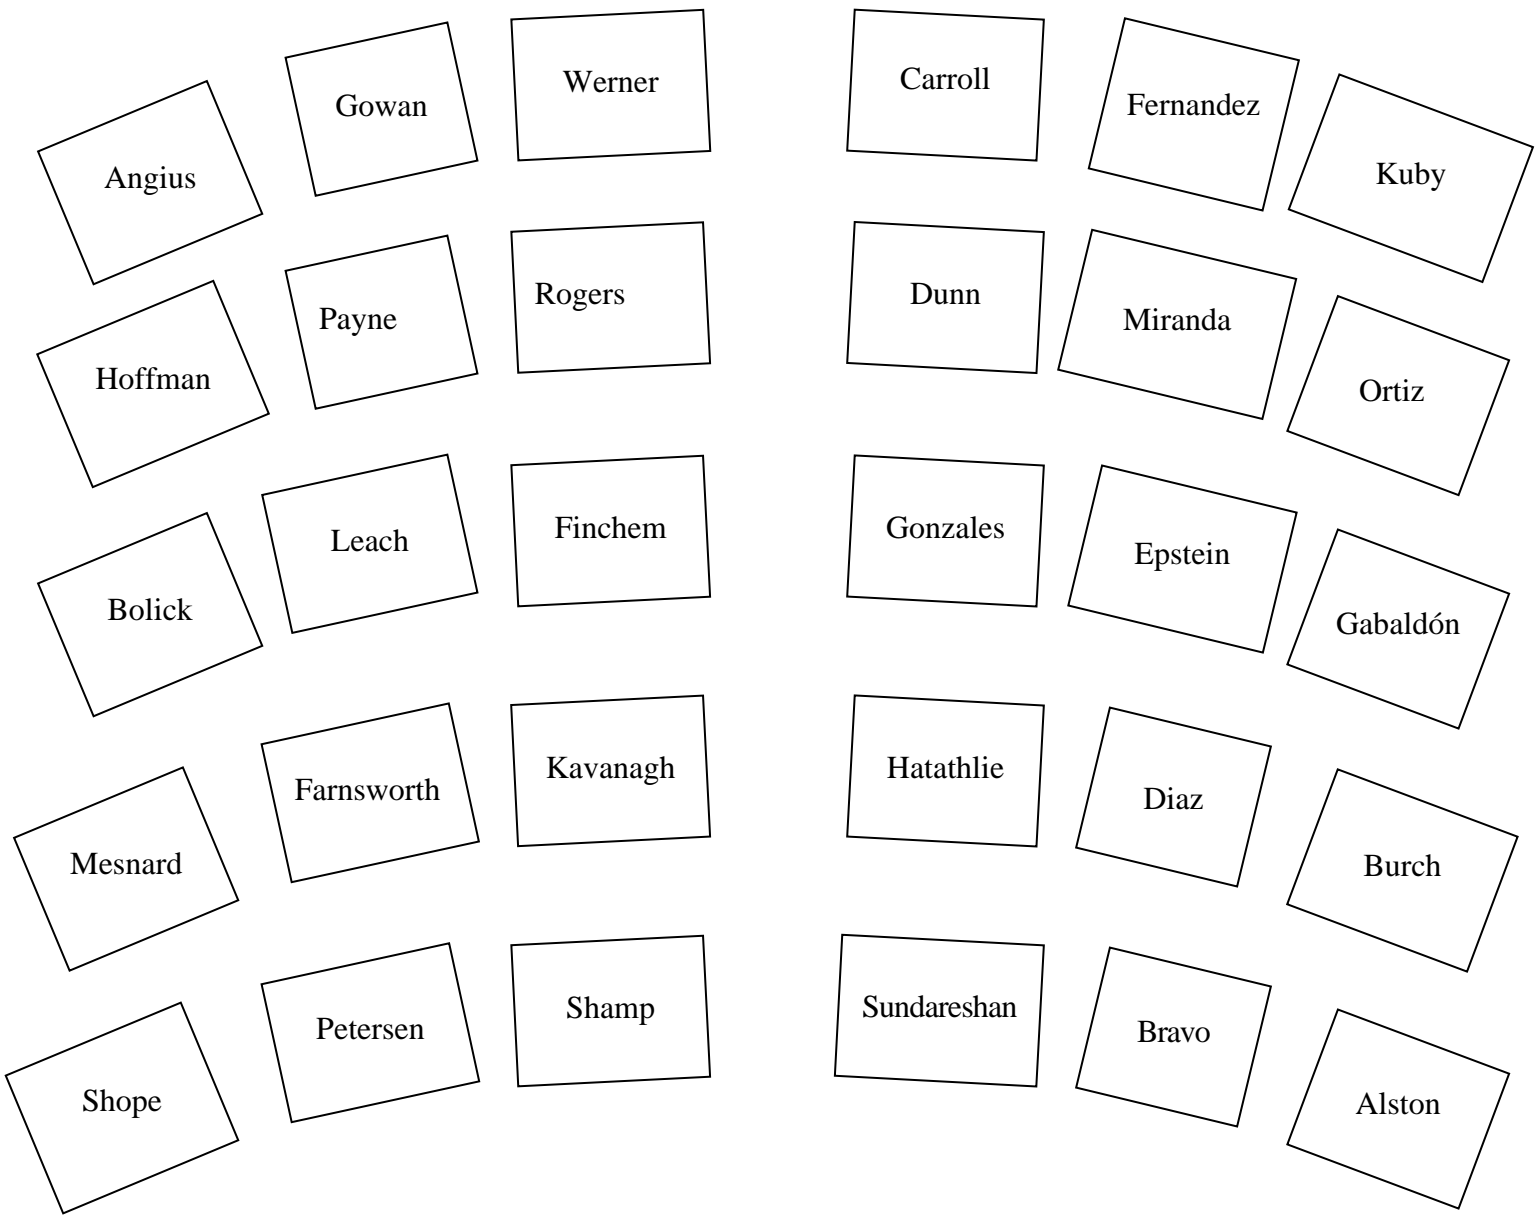 Angius
Gowan
Werner
Carroll
Fernandez
Kuby
Hoffman
Payne
Rogers
Dunn
Miranda
Ortiz
Bolick
Leach
Finchem
Gonzales
Epstein
Gabaldón
Mesnard
Farnsworth
Kavanagh
Hatathlie
Diaz
Burch
Shope
Petersen
Shamp
Sundareshan
Bravo
Alston